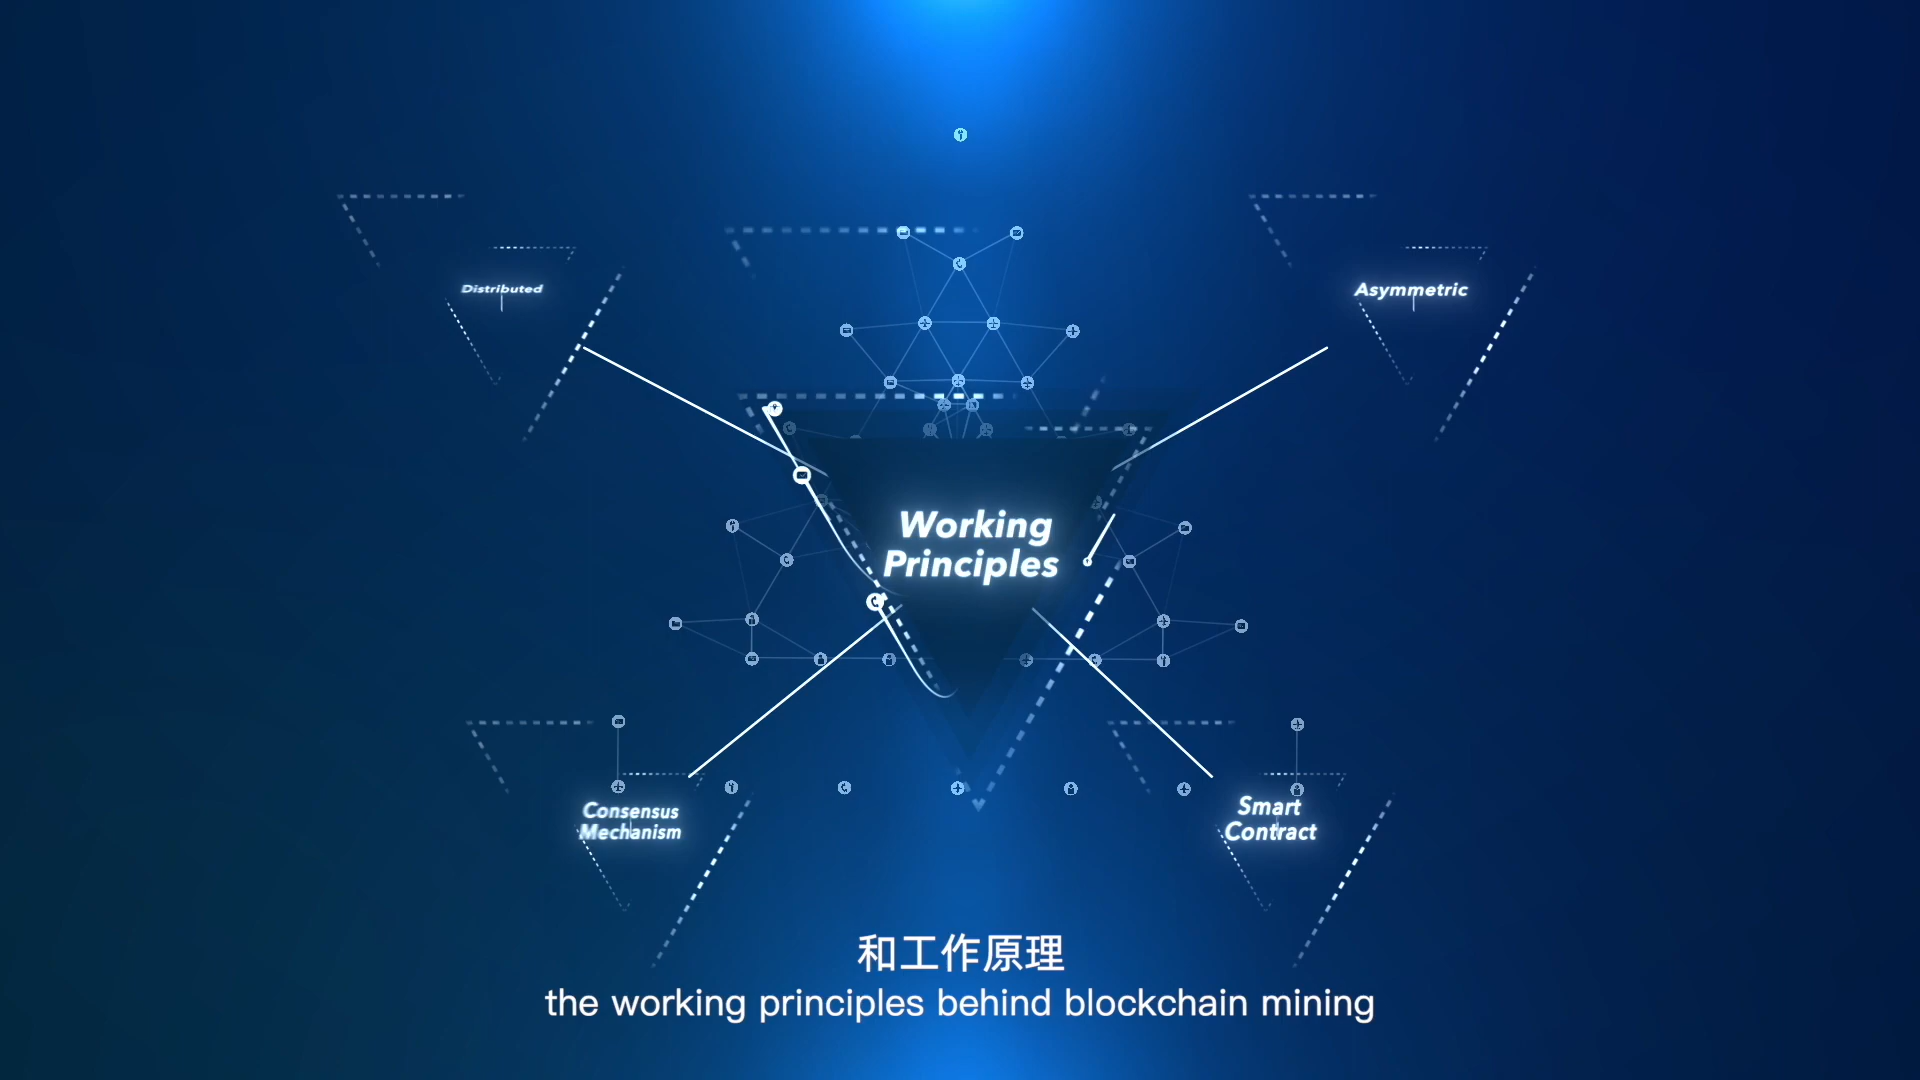 Distributed
Asymmetric
Working
Principles
Consensus
Mechanism
Smart
Contract
和工作原理
the working principles behind blockchain mining